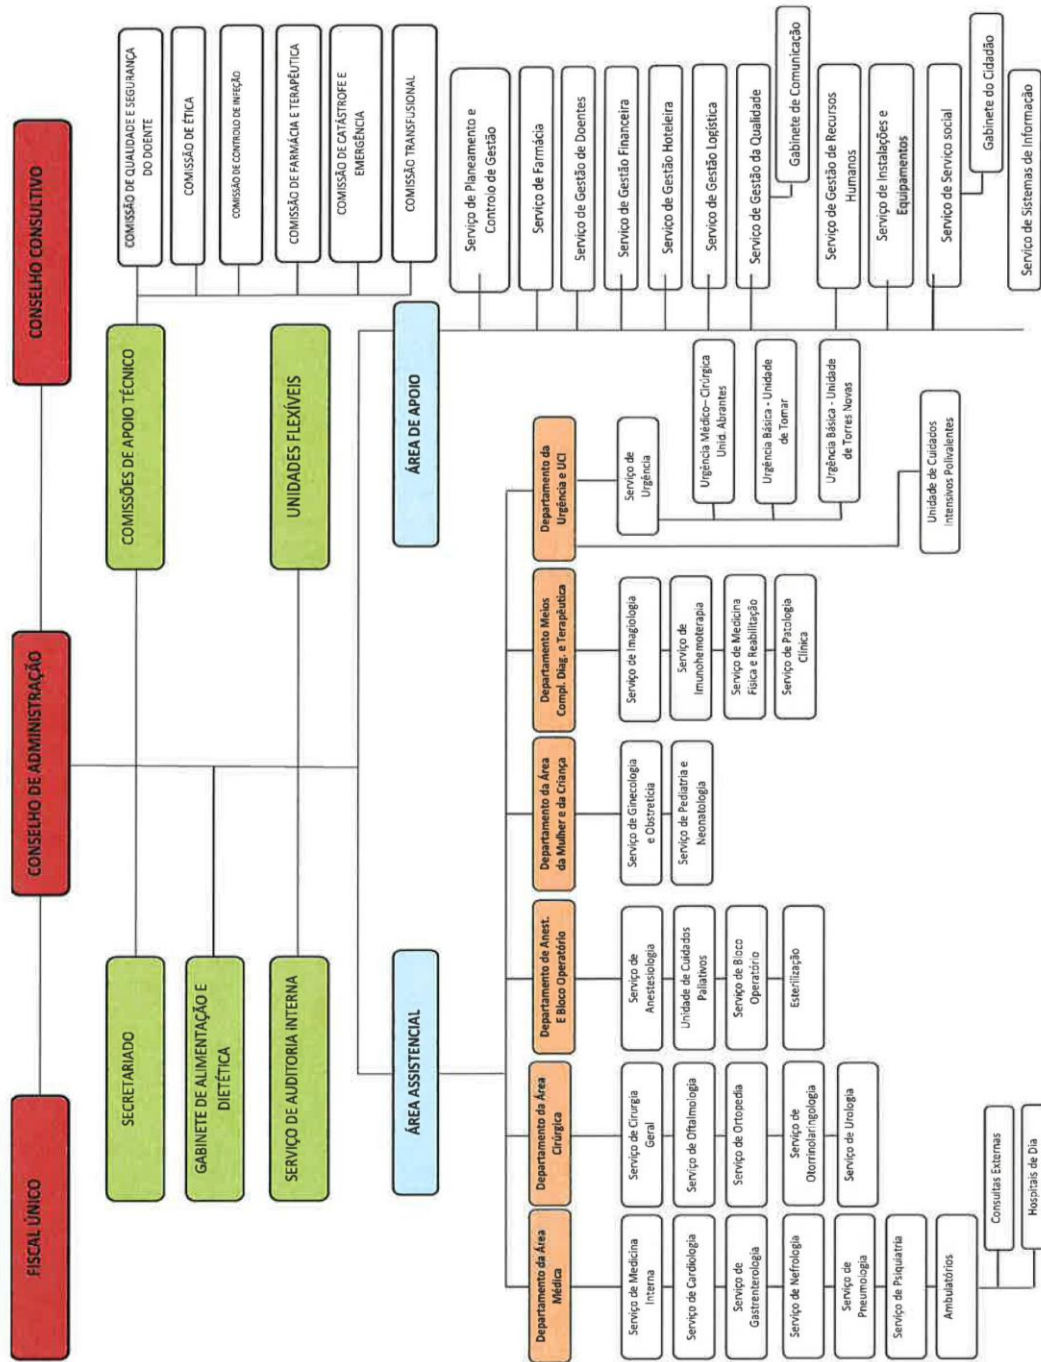 FISCAL ÚNICO
CONSELHO DE ADMINISTRAÇÃO
CONSELHO CONSULTIVO
SECRETARIADO
GABINETE DE ALIMENTAÇÃO E
DIETÉTICA
SERVIÇO DE AUDITORIA INTERNA
COMISSÕES DE APOIO TÉCNICO
UNIDADES FLEXÍVEIS
COMISSÃO DE QUALIDADE E SEGURANÇA
DO DOENTE
COMISSÃO DE ÉTICA
COMISSÃO DE CONTROLO DE INFEÇÃO
COMISSÃO DE FARMÁCIA E TERAPÊUTICA
COMISSÃO DE CATÁSTROFE E
EMERGÊNCIA
COMISSÃO TRANSFUSIONAL
ÁREA ASSISTENCIAL
ÁREA DE APOIO
Departamento da Área
Médica
Serviço de Medicina
Interna
Serviço de Cardiologia
Serviço de
Gastrenterologia
Serviço de Nefrologia
Serviço de
Pneumologia
Serviço de Psiquiatria
Ambulatórios
Consultas Externas
Hospitais de Dia
Departamento da Área
Cirúrgica
Serviço de Cirurgia
Geral
Serviço de Oftalmologia
Serviço de Ortopedia
Serviço de
Otorrinolaringologia
Serviço de Urologia
Departamento de Anest.
E Bloco Operatório
Serviço de
Anestesiologia
Unidade de Cuidados
Paliativos
Serviço de Bloco
Operatório
Esterilização
Departamento da Área
da Mulher e da Criança
Serviço de Ginecologia
e Obstretícia
Serviço de Pediatria e
Neonatologia
Departamento Meios
Compl. Diag. e Terapêutica
Serviço de Imagiologia
Serviço de
Imunohemoterapia
Serviço de Medicina
Física e Reabilitação
Serviço de Patologia
Clínica
Departamento da
Urgência e UCI
Serviço de
Urgência
Urgência Médico– Cirúrgica
Unid. Abrantes
Urgência Básica - Unidade
de Tomar
Urgência Básica - Unidade
de Torres Novas
Unidade de Cuidados
Intensivos Polivalentes
Serviço de Planeamento e
Controlo de Gestão
Serviço de Farmácia
Serviço de Gestão de Doentes
Serviço de Gestão Financeira
Serviço de Gestão Hoteleira
Serviço de Gestão Logística
Serviço de Gestão da Qualidade
Gabinete de Comunicação
Serviço de Gestão de Recursos
Humanos
Serviço de Instalações e
Equipamentos
Serviço de Serviço social
Gabinete do Cidadão
Serviço de Sistemas de Informação